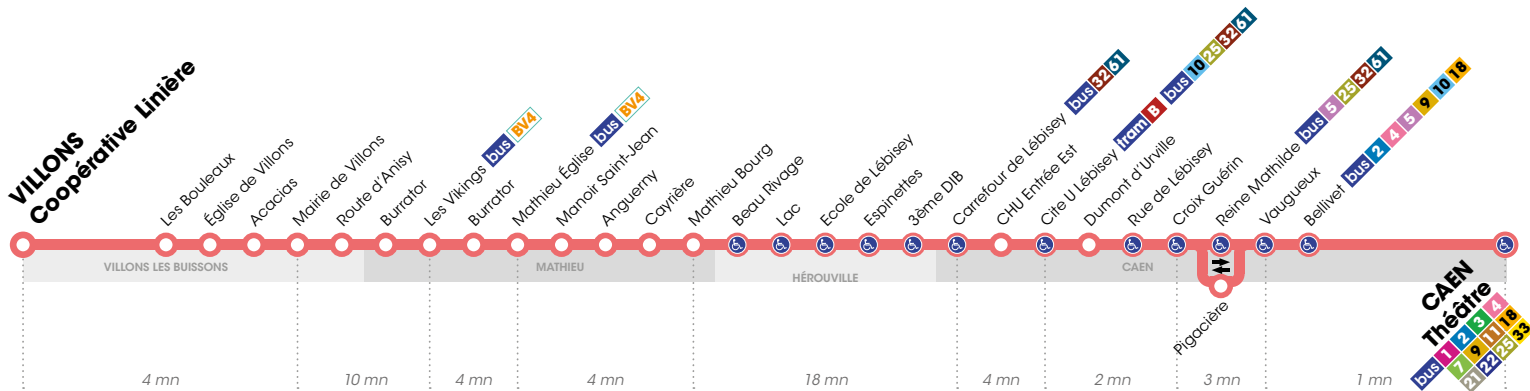 VILLONS
Coopérative Linière
Les Bouleaux
Église de Villons
Acacias
Mairie de Villons
Route d'Anisy
Burrator
Les Vikings bus BV4
Burrator
Mathieu Église bus BV4
Manoir Saint-Jean
Anguerny
Cayrière
Mathieu Bourg
Beau Rivage
Lac
Ecole de Lébisey
Espinettes
3ème DIB
Carrefour de Lébisey bus 32 61
CHU Entrée Est
Cite U Lébisey tram B bus 10 25 32 61
Dumont d'Urville
Rue de Lébisey
Croix Guérin
Reine Mathilde bus 5 25 32 61
Vaugueux
Bellivet bus 2 4 5 9 10 18
VILLONS LES BUISSONS
MATHIEU
HÉROUVILLE
CAEN
Pigacière
CAEN
Théâtre
bus 1 2 3 4
7 9 11 18
21 22 25 33
4 mn
10 mn
4 mn
4 mn
18 mn
4 mn
2 mn
3 mn
1 mn